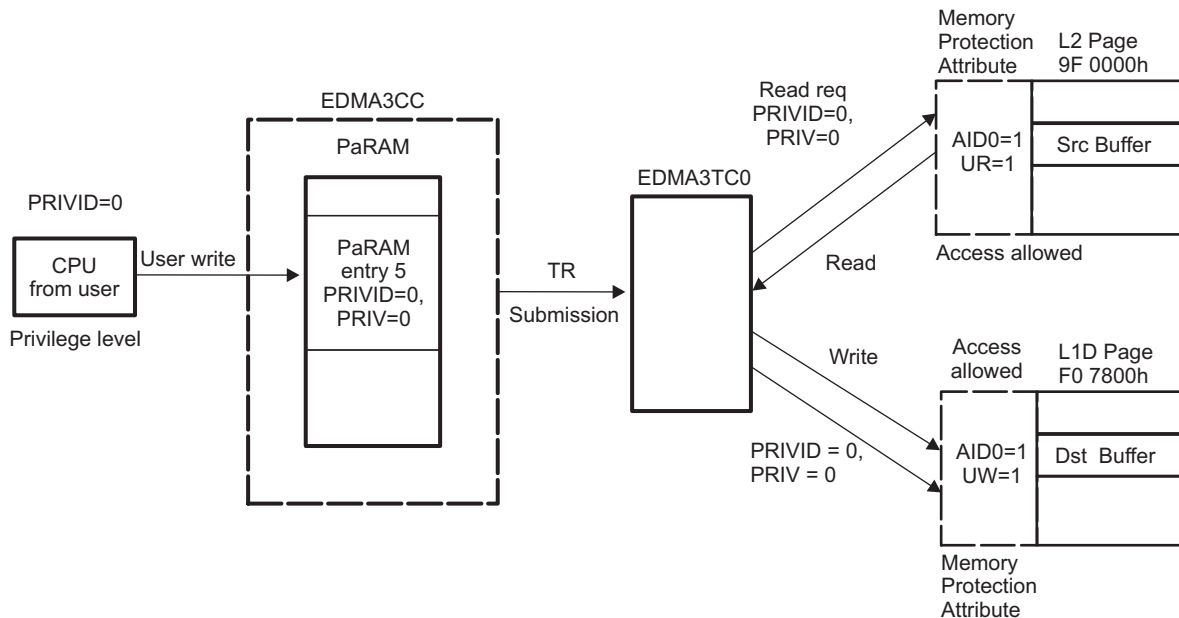 PRIVID=0
CPU
from user
Privilege level
User write
EDMA3CC
PaRAM
PaRAM
entry 5
PRIVID=0,
PRIV=0
TR
Submission
EDMA3TC0
Read req
PRIVID=0,
PRIV=0
Read
Memory
Protection
Attribute
L2 Page
9F 0000h
AID0=1
UR=1
Src Buffer
Access allowed
Write
PRIVID = 0,
PRIV = 0
Access
allowed
L1D Page
F0 7800h
AID0=1
UW=1
Dst Buffer
Memory
Protection
Attribute